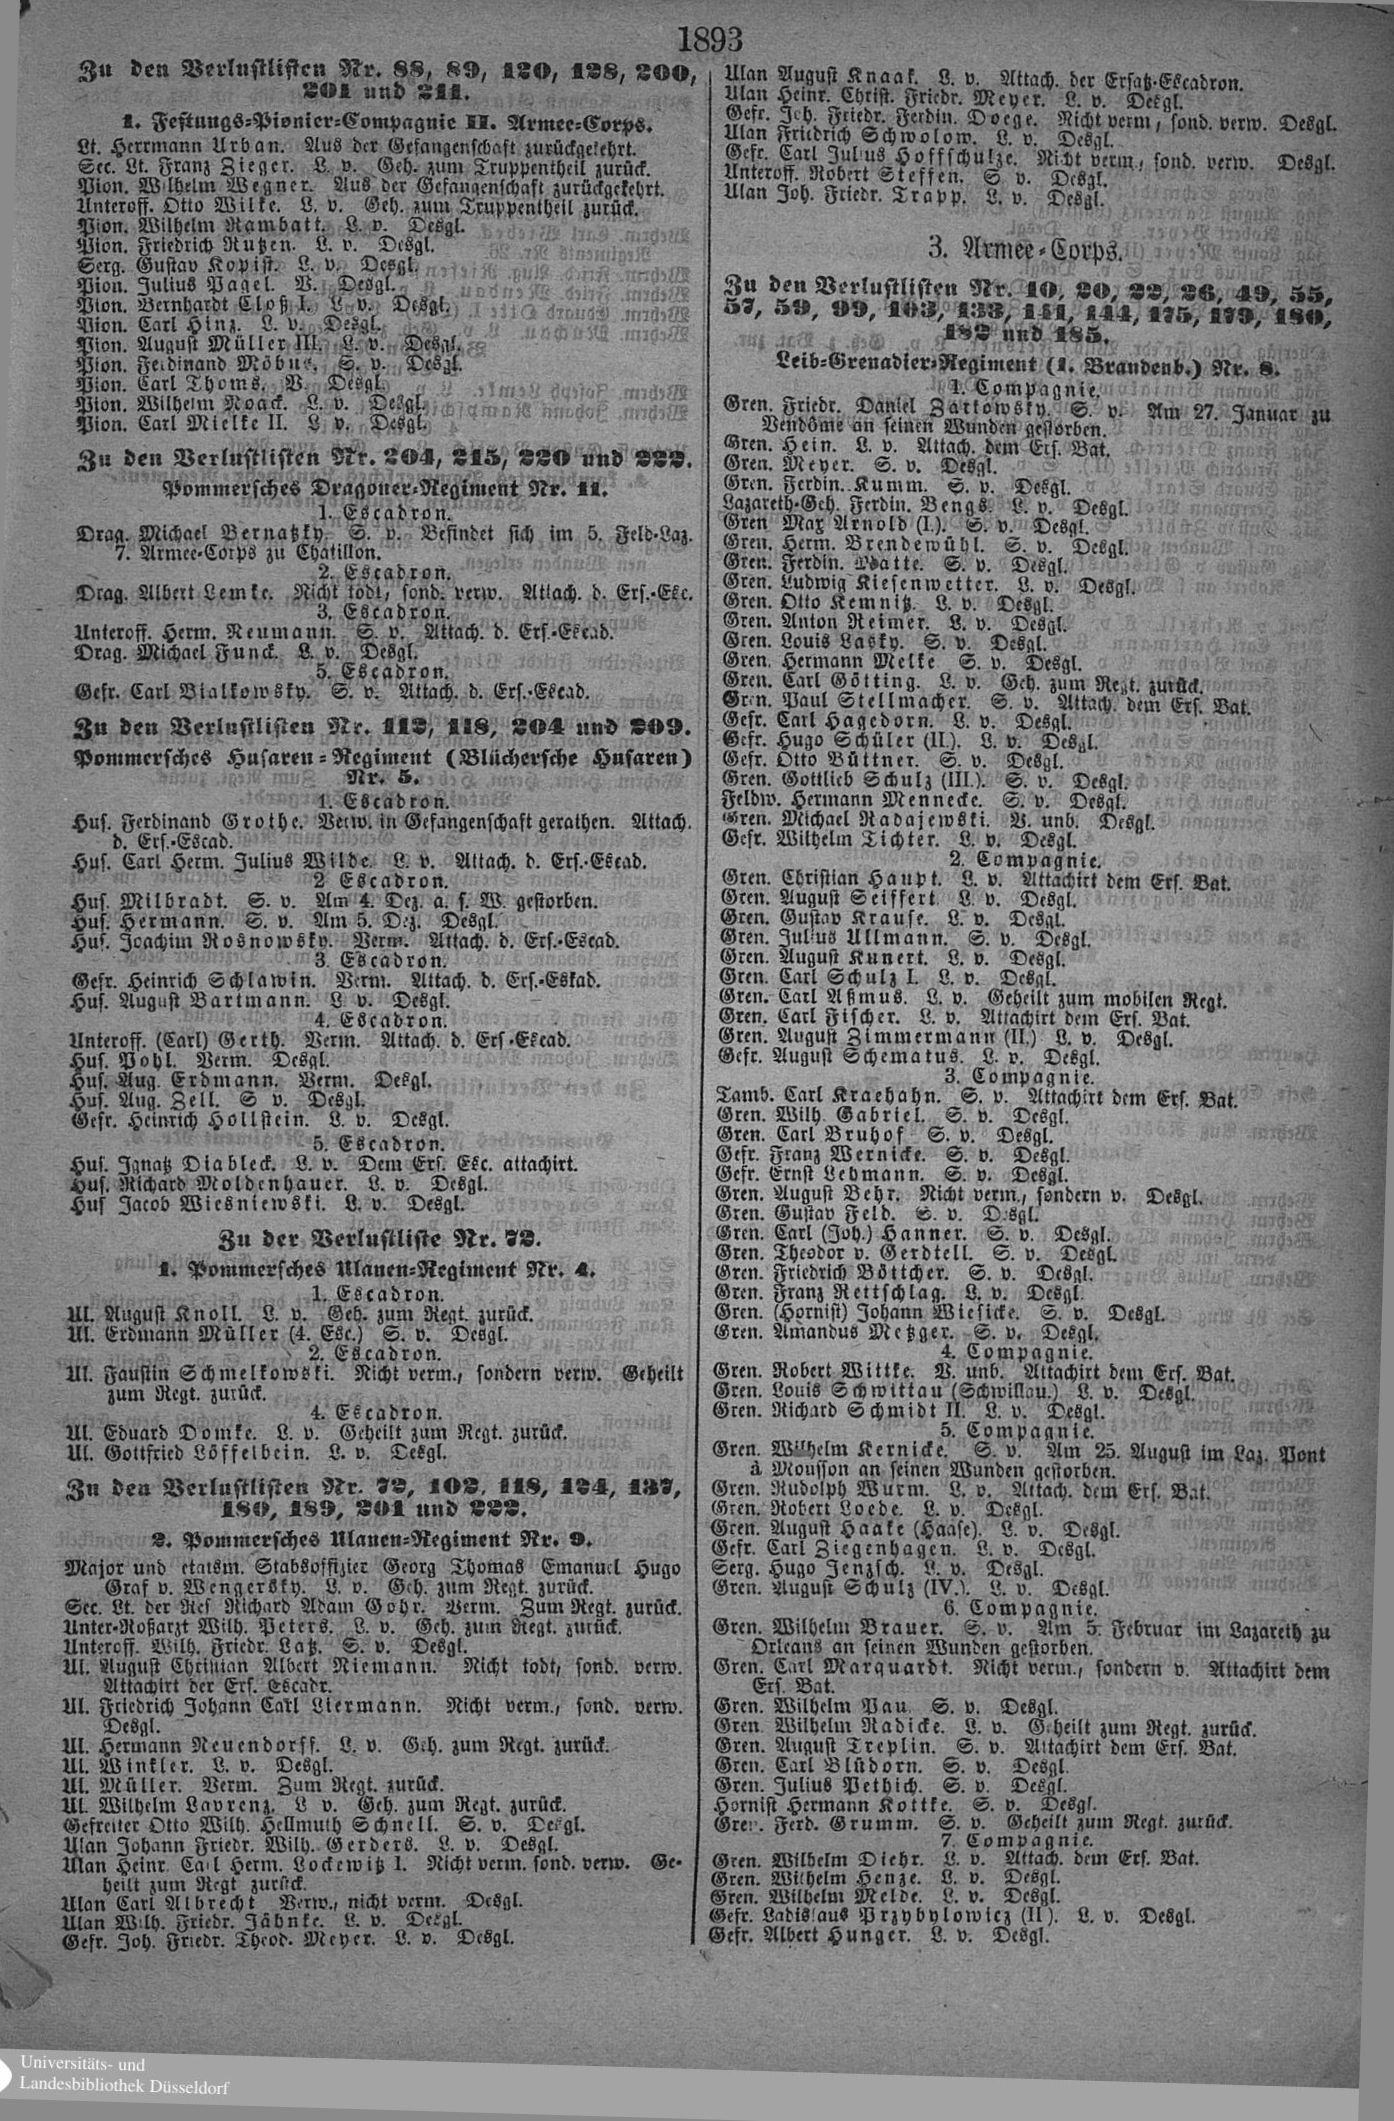 1893
Zu den Verlustlisten Nr. 88, 89, 120, 128, 200,
201 und 211.
1. Festungs-Pionier-Compagnie II. Armee-Corps.
Lt. Herrmann Urban. Aus der Gefangenschaft zurückgekehrt.
Sec. Lt. Franz Zieger. L. v. Geh. zum Truppentheil zurück.
Pion. Wilhelm Wegner. Aus der Gefangenschaft zurückgekehrt.
Unteroff. Otto Wilke. L. v. Geh. zum Truppentheil zurück.
Pion. Wilhelm Rambatt. L. v. Desgl.
Pion. Friedrich Rutzen. L. v. Desgl.
Serg. Gustav Kopist. L. v. Desgl.
Pion. Julius Pagel. V. Desgl.
Pion. Bernhardt Cloß I. L. v. Desgl.
Pion. Carl Hinz. L. v. Desgl.
Pion. August Müller III. L. v. Desgl.
Pion. Ferdinand Möbus. S. v. Desgl.
Pion. Carl Thoms. V. Desgl.
Pion. Wilhelm Noack. L. v. Desgl.
Pion. Carl Mielke II. L. v. Desgl.
Zu den Verlustlisten Nr. 204, 215, 220 und 222.
Pommersches Dragoner-Regiment Nr. 11.
1. Escadron.
Drag. Michael Bernatzky. S. v. Befindet sich im 5. Feld-Laz.
7. Armee-Corps zu Chatillon.
2. Escadron.
Drag. Albert Lemke. Nicht todt, sond. verw. Attach. d. Ers.-Esc.
3. Escadron.
Unteroff. Herm. Neumann. S. v. Attach. d. Ers.-Escad.
Drag. Michael Funck. L. v. Desgl.
5. Escadron.
Gefr. Carl Bialkowsky. S. v. Attach. d. Ers.-Escad.
Zu den Verlustlisten Nr. 112, 118, 204 und 209.
Pommersches Husaren-Regiment (Blüchersche Husaren)
Nr. 5.
1. Escadron.
Hus. Ferdinand Grothe. Verw. in Gefangenschaft gerathen. Attach.
d. Ers.-Escad.
Hus. Carl Herm. Julius Wilde. L. v. Attach. d. Ers.-Escad.
2 Escadron.
Hus. Milbradt. S. v. Am 4. Dez. a. s. W. gestorben.
Hus. Hermann. S. v. Am 5. Dez. Desgl.
Hus. Joachim Rosnowsky. Verw. Attach. d. Ers.-Escad.
3. Escadron.
Gefr. Heinrich Schlawin. Verm. Attach. d. Ers.-Eskad.
Hus. August Bartmann. L v. Desgl.
4. Escadron.
Unteroff. (Carl) Gerth. Verm. Attach. d. Ers.-Escad.
Hus. Pohl. Verm. Desgl.
Hus. Aug. Erdmann. Verm. Desgl.
Hus. Aug. Zell. S v. Desgl.
Gefr. Heinrich Hollstein. L. v. Desgl.
5. Escadron.
Hus. Ignatz Diableck. L. v. Dem Ers. Esc. attachirt.
Hus. Richard Moldenhauer. L. v. Desgl.
Hus Jacob Wiesniewski. L. v. Desgl.
Zu der Verlustliste Nr. 72.
1. Pommersches Ulanen-Regiment Nr. 4.
1. Escadron.
Ul. August Knoll. L. v. Geh. zum Regt. zurück.
Ul. Erdmann Müller (4. Esc.) S. v. Desgl.
2. Escadron.
Ul. Faustin Schmelkowski. Nicht verm., sondern verw. Geheilt
zum Regt. zurück.
4. Escadron.
Ul. Eduard Domke. L. v. Geheilt zum Regt. zurück.
Ul. Gottfried Löffelbein. L. v. Desgl.
Zu den Verlustlisten Nr. 72, 102, 118, 124, 137,
180, 189, 201 und 222.
2. Pommersches Ulanen-Regiment Nr. 9.
Major und etatsm. Stabsoffizier Georg Thomas Emanuel Hugo
Graf v. Wengersky. L. v. Geh. zum Regt. zurück.
Sec. Lt. der Res Richard Adam Gohr. Verm. Zum Regt. zurück.
Unter-Roßarzt Wilh. Peters. L. v. Geh. zum Regt. zurück.
Unteroff. Wilh. Friedr. Latz. S. v. Desgl.
Ul. August Christian Albert Niemann. Nicht todt, sond. verw.
Attachirt der Ers. Escadr.
Ul. Friedrich Johann Carl Liermann. Nicht verm., sond. verw.
Desgl.
Ul. Hermann Neuendorff. L. v. Geh. zum Regt. zurück.
Ul. Winkler. L. v. Desgl.
Ul. Müller. Verm. Zum Regt. zurück.
Ul. Wilhelm Lavrenz. L v. Geh. zum Regt. zurück.
Gefreiter Otto Wilh. Hellmuth Schnell. S. v. Desgl.
Ulan Johann Friedr. Wilh. Gerders. L. v. Desgl.
Ulan Heinr. Carl Herm. Lockewitz I. Nicht verm. sond. verw. Ge-
heilt zum Regt zurück.
Ulan Carl Albrecht Verw., nicht verm. Desgl.
Ulan Wilh. Friedr. Jähnke. L. v. Desgl.
Gefr. Joh. Friedr. Theod. Meyer. L. v. Desgl.
Ulan August Knaak. L. v. Attach. der Ersatz-Escadron.
Ulan Heinr. Christ. Friedr. Meyer. L. v. Desgl.
Gefr. Joh. Friedr. Ferdin. Doege. Nicht verm., sond. verw. Desgl.
Ulan Friedrich Schwolow. L. v. Desgl.
Gefr. Carl Julius Hoffschulze. Nicht verm., sond. verw. Desgl.
Unteroff. Robert Steffen. S. v. Desgl.
Ulan Joh. Friedr. Trapp. L. v. Desgl.
3. Armee-Corps.
Zu den Verlustlisten Nr. 10, 20, 22, 26, 49, 55,
57, 59, 99, 103, 133, 141, 144, 175, 179, 180,
182 und 185.
Leib-Grenadier-Regiment (1. Brandenb.) Nr. 8.
1. Compagnie.
Gren. Friedr. Daniel Zarkowsky. S. v. Am 27. Januar zu
Vendôme an seinen Wunden gestorben.
Gren. Hein. L. v. Attach. dem Ers. Bat.
Gren. Meyer. S. v. Desgl.
Gren. Ferdin. Kumm. S. v. Desgl.
Lazareth-Geh. Ferdin. Bengs. L. v. Desgl.
Gren Max Arnold (I.). S. v. Desgl.
Gren. Herm. Brendewühl. S. v. Desgl.
Gren. Ferdin. Watte. S. v. Desgl.
Gren. Ludwig Kiesenwetter. L. v. Desgl.
Gren. Otto Kemnitz. L. v. Desgl.
Gren. Anton Reimer. L. v. Desgl.
Gren. Louis Lasky. S. v. Desgl.
Gren. Hermann Melke S. v. Desgl.
Gren. Carl Götting. L. v. Geh. zum Regt. zurück.
Gren. Paul Stellmacher. S. v. Attach. dem Ers. Bat.
Gefr. Carl Hagedorn. L. v. Desgl.
Gefr. Hugo Schüler (II.). L. v. Desgl.
Gefr. Otto Büttner. S. v. Desgl.
Gren. Gottlieb Schulz (III.). S. v. Desgl.
Feldw. Hermann Mennecke. S. v. Desgl.
Gren. Michael Radajewski. V. unb. Desgl.
Gefr. Wilhelm Tichter. L. v. Desgl.
2. Compagnie.
Gren. Christian Haupt. L. v. Attachirt dem Ers. Bat.
Gren. August Seiffert. L. v. Desgl.
Gren. Gustav Krause. L. v. Desgl.
Gren. Julius Ullmann. S. v. Desgl.
Gren. August Kunert. L. v. Desgl.
Gren. Carl Schulz I. L. v. Desgl.
Gren. Carl Aßmus. L. v. Geheilt zum mobilen Regt.
Gren. Carl Fischer. L. v. Attachirt dem Ers. Bat.
Gren. August Zimmermann (II.) L. v. Desgl.
Gefr. August Schematus. L. v. Desgl.
3. Compagnie.
Tamb. Carl Kraehahn. S. v. Attachirt dem Ers. Bat.
Gren. Wilh. Gabriel. S. v. Desgl.
Gren. Carl Bruhof S. v. Desgl.
Gefr. Franz Wernicke. S. v. Desgl.
Gefr. Ernst Lehmann. S. v. Desgl.
Gren. August Behr. Nicht verm., sondern v. Desgl.
Gren. Gustav Feld. S. v. Desgl.
Gren. Carl (Joh.) Hanner. S. v. Desgl.
Gren. Theodor v. Gerdtell. S. v. Desgl.
Gren. Friedrich Böttcher. S. v. Desgl.
Gren. Franz Rettschlag. L. v. Desgl.
Gren. (Hornist) Johann Wiesicke. S. v. Desgl.
Gren. Amandus Metzger. S. v. Desgl.
4. Compagnie.
Gren. Robert Wittke. V. unb. Attachirt dem Ers. Bat.
Gren. Louis Schwittau (Schwillau.) L. v. Desgl.
Gren. Richard Schmidt II. L. v. Desgl.
5. Compagnie.
Gren. Wilhelm Kernicke. S. v. Am 25. August im Laz. Pont
à Mousson an seinen Wunden gestorben.
Gren. Rudolph Wurm. L. v. Attach. dem Ers. Bat.
Gren. Robert Loede. L. v. Desgl.
Gren. August Haake (Haase). L. v. Desgl.
Gefr. Carl Ziegenhagen. L. v. Desgl.
Serg. Hugo Jenzsch. L. v. Desgl.
Gren. August Schulz (IV.). L. v. Desgl.
6. Compagnie.
Gren. Wilhelm Brauer. S. v. Am 5. Februar im Lazareth zu
Orleans an seinen Wunden gestorben.
Gren. Carl Marquardt. Nicht verm., sondern v. Attachirt dem
Ers. Bat.
Gren. Wilhelm Pau. S. v. Desgl.
Gren. Wilhelm Radicke. L. v. Geheilt zum Regt. zurück.
Gren. August Treplin. S. v. Attachirt dem Ers. Bat.
Gren. Carl Blüdorn. S. v. Desgl.
Gren. Julius Pethich. S. v. Desgl.
Hornist Hermann Kottke. S. v. Desgl.
Gren. Ferd. Grumm. S. v. Geheilt zum Regt. zurück.
7. Compagnie.
Gren. Wilhelm Diehr. L. v. Attach. dem Ers. Bat.
Gren. Wilhelm Henze. L. v. Desgl.
Gren. Wilhelm Melde. L. v. Desgl.
Gefr. Ladislaus Przybylowicz (II). L. v. Desgl.
Gefr. Albert Hunger. L. v. Desgl.
Universitäts- und
Landesbibliothek Düsseldorf